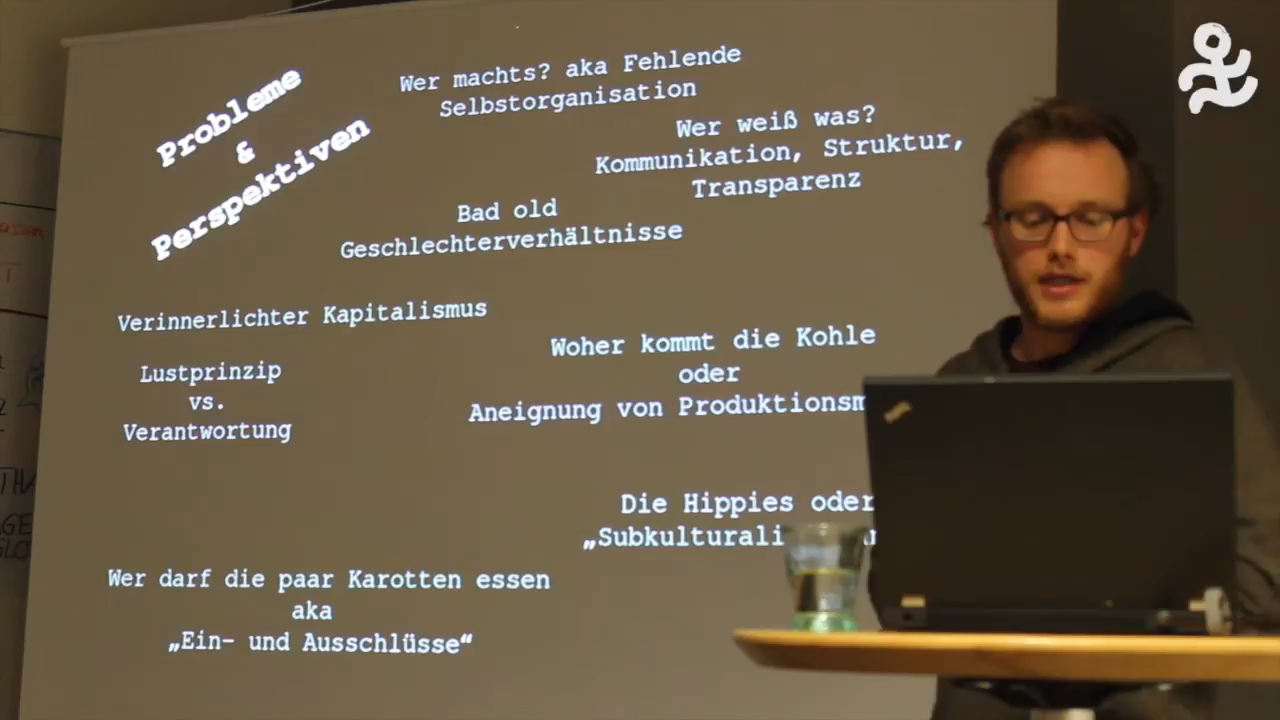 Probleme
&
Perspektiven
Wer machts? aka Fehlende
Selbstorganisation
Wer weiß was?
Kommunikation, Struktur,
Transparenz
Bad old
Geschlechterverhältnisse
Verinnerlichter Kapitalismus
Lustprinzip
vs.
Verantwortung
Woher kommt die Kohle
oder
Aneignung von Produktionsm
Die Hippies oder
„Subkulturali
Wer darf die paar Karotten essen
aka
„Ein- und Ausschlüsse“